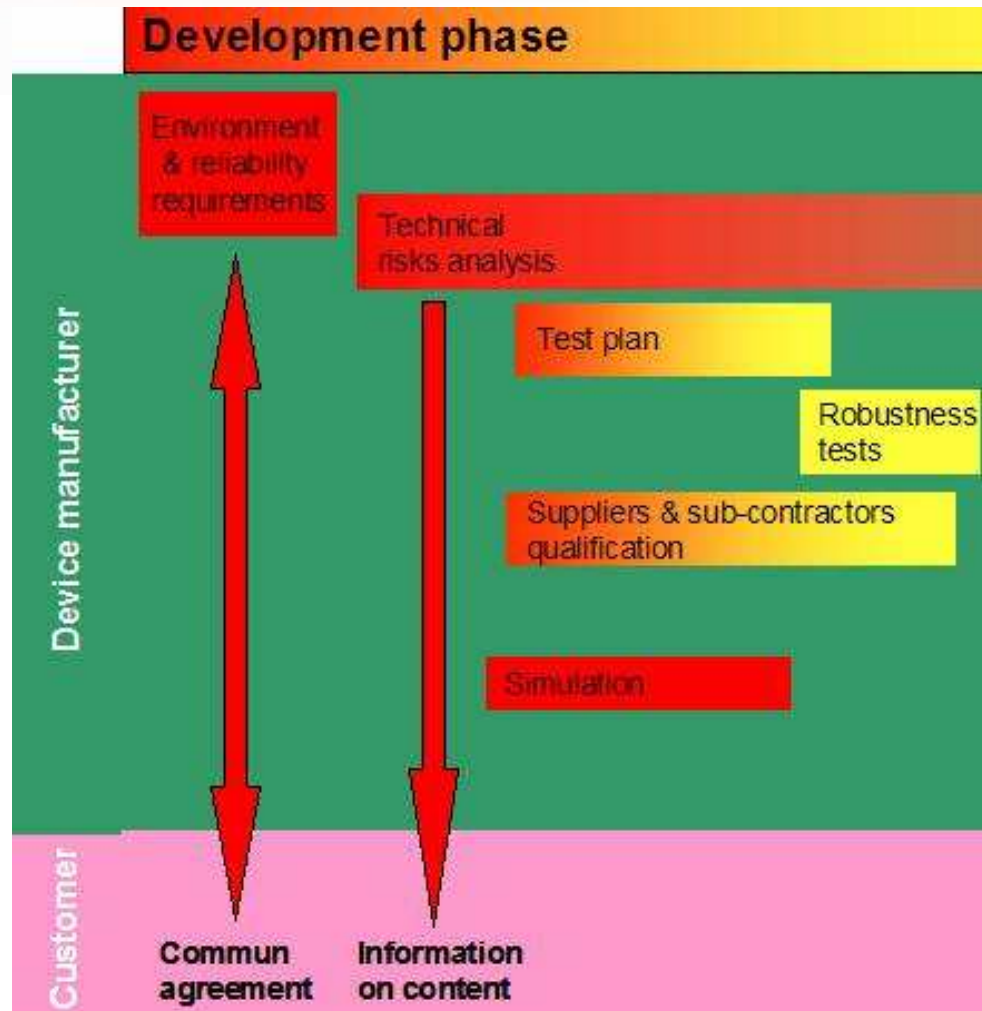 Development phase
Environment
& reliability
requirements
Technical
risks analysis
Test plan
Robustness
tests
Suppliers & sub-contractors
qualification
Simulation
Device manufacturer
Customer
Commun
agreement
Information
on content